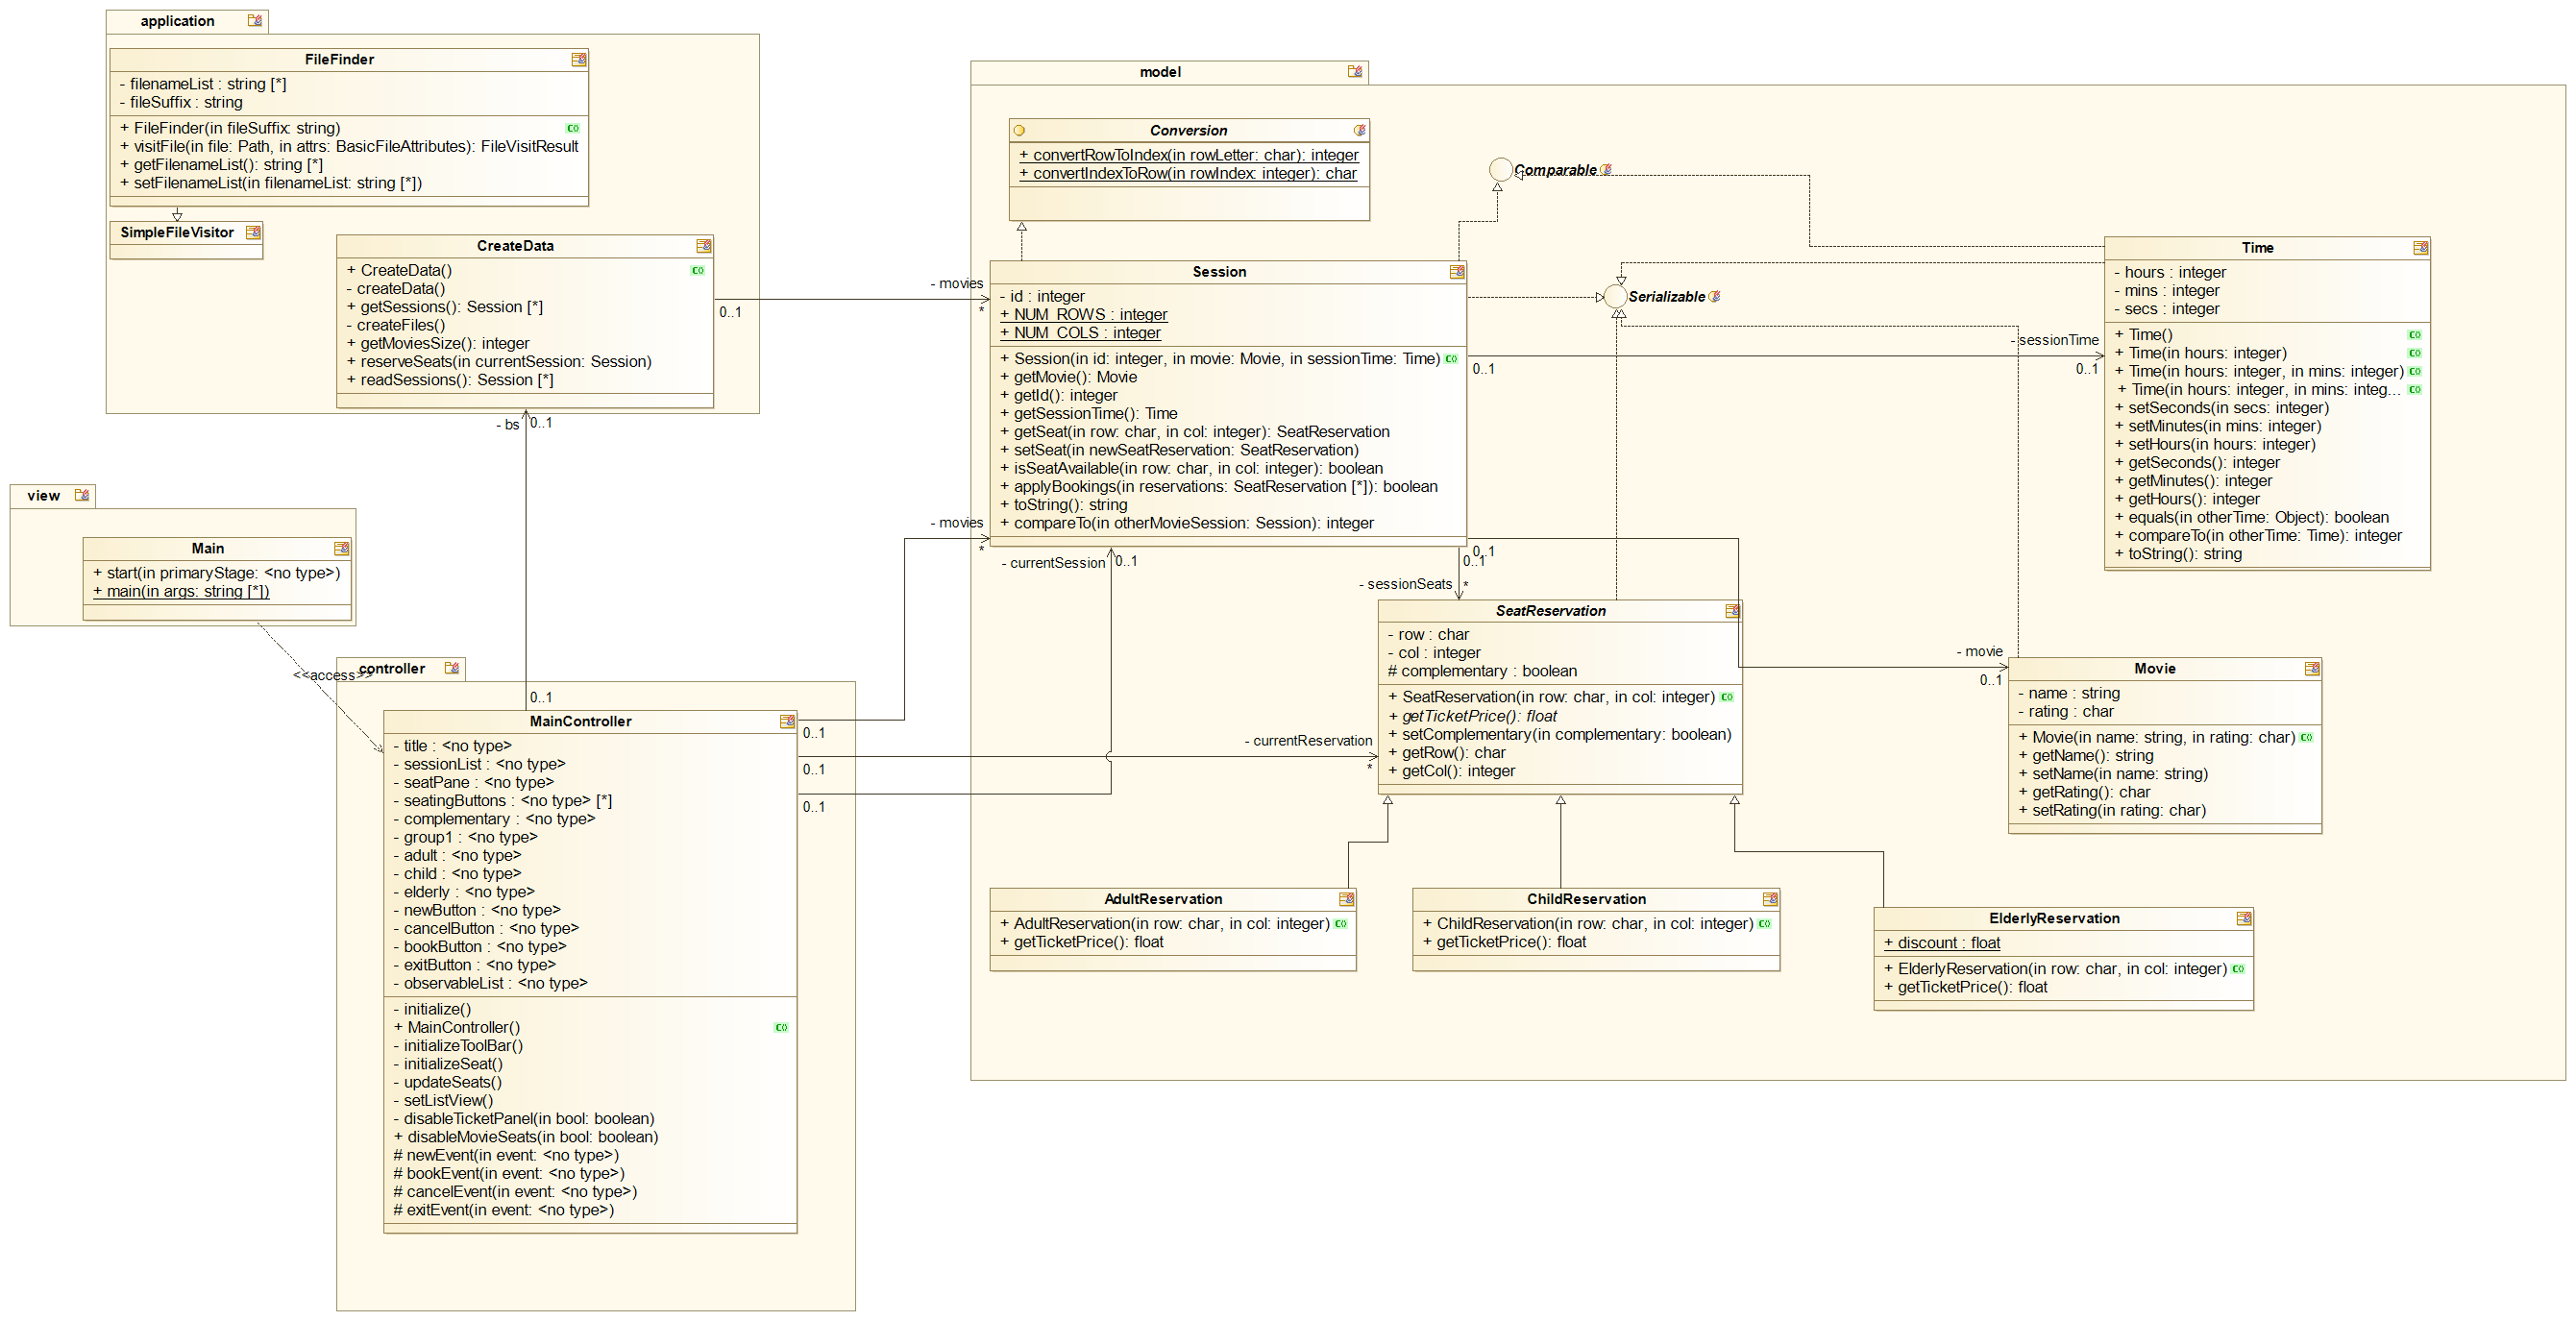 application
FileFinder
- filenameList : string [*]
- fileSuffix : string
+ FileFinder(in fileSuffix: string)
+ visitFile(in file: Path, in attrs: BasicFileAttributes): FileVisitResult
+ getFilenameList(): string [*]
+ setFilenameList(in filenameList: string [*])
SimpleFileVisitor
CreateData
+ CreateData()
- createData()
+ getSessions(): Session [*]
- createFiles()
+ getMoviesSize(): integer
+ reserveSeats(in currentSession: Session)
+ readSessions(): Session [*]
- movies
0..1
*
- bs
0..1
view
Main
+ start(in primaryStage: <no type>)
+ main(in args: string [*])
<<access>>
controller
0..1
MainController
- title : <no type>
- sessionList : <no type>
- seatPane : <no type>
- seatingButtons : <no type> [*]
- complementary : <no type>
- group1 : <no type>
- adult : <no type>
- child : <no type>
- elderly : <no type>
- newButton : <no type>
- cancelButton : <no type>
- bookButton : <no type>
- exitButton : <no type>
- observableList : <no type>
- initialize()
+ MainController()
- initializeToolBar()
- initializeSeat()
- updateSeats()
- setListView()
- disableTicketPanel(in bool: boolean)
+ disableMovieSeats(in bool: boolean)
# newEvent(in event: <no type>)
# bookEvent(in event: <no type>)
# cancelEvent(in event: <no type>)
# exitEvent(in event: <no type>)
0..1
0..1
0..1
- movies
*
- currentSession
0..1
- currentReservation
*
model
Conversion
+ convertRowToIndex(in rowLetter: char): integer
+ convertIndexToRow(in rowIndex: integer): char
Comparable
Serializable
Session
- id : integer
+ NUM_ROWS : integer
+ NUM_COLS : integer
+ Session(in id: integer, in movie: Movie, in sessionTime: Time)
+ getMovie(): Movie
+ getId(): integer
+ getSessionTime(): Time
+ getSeat(in row: char, in col: integer): SeatReservation
+ setSeat(in newSeatReservation: SeatReservation)
+ isSeatAvailable(in row: char, in col: integer): boolean
+ applyBookings(in reservations: SeatReservation [*]): boolean
+ toString(): string
+ compareTo(in otherMovieSession: Session): integer
0..1
- sessionTime
0..1
0..1
0..1
- sessionSeats
*
- movie
0..1
Time
- hours : integer
- mins : integer
- secs : integer
+ Time()
+ Time(in hours: integer)
+ Time(in hours: integer, in mins: integer)
+ Time(in hours: integer, in mins: integ...
+ setSeconds(in secs: integer)
+ setMinutes(in mins: integer)
+ setHours(in hours: integer)
+ getSeconds(): integer
+ getMinutes(): integer
+ getHours(): integer
+ equals(in otherTime: Object): boolean
+ compareTo(in otherTime: Time): integer
+ toString(): string
SeatReservation
- row : char
- col : integer
# complementary : boolean
+ SeatReservation(in row: char, in col: integer)
+ getTicketPrice(): float
+ setComplementary(in complementary: boolean)
+ getRow(): char
+ getCol(): integer
Movie
- name : string
- rating : char
+ Movie(in name: string, in rating: char)
+ getName(): string
+ setName(in name: string)
+ getRating(): char
+ setRating(in rating: char)
AdultReservation
+ AdultReservation(in row: char, in col: integer)
+ getTicketPrice(): float
ChildReservation
+ ChildReservation(in row: char, in col: integer)
+ getTicketPrice(): float
ElderlyReservation
+ discount : float
+ ElderlyReservation(in row: char, in col: integer)
+ getTicketPrice(): float